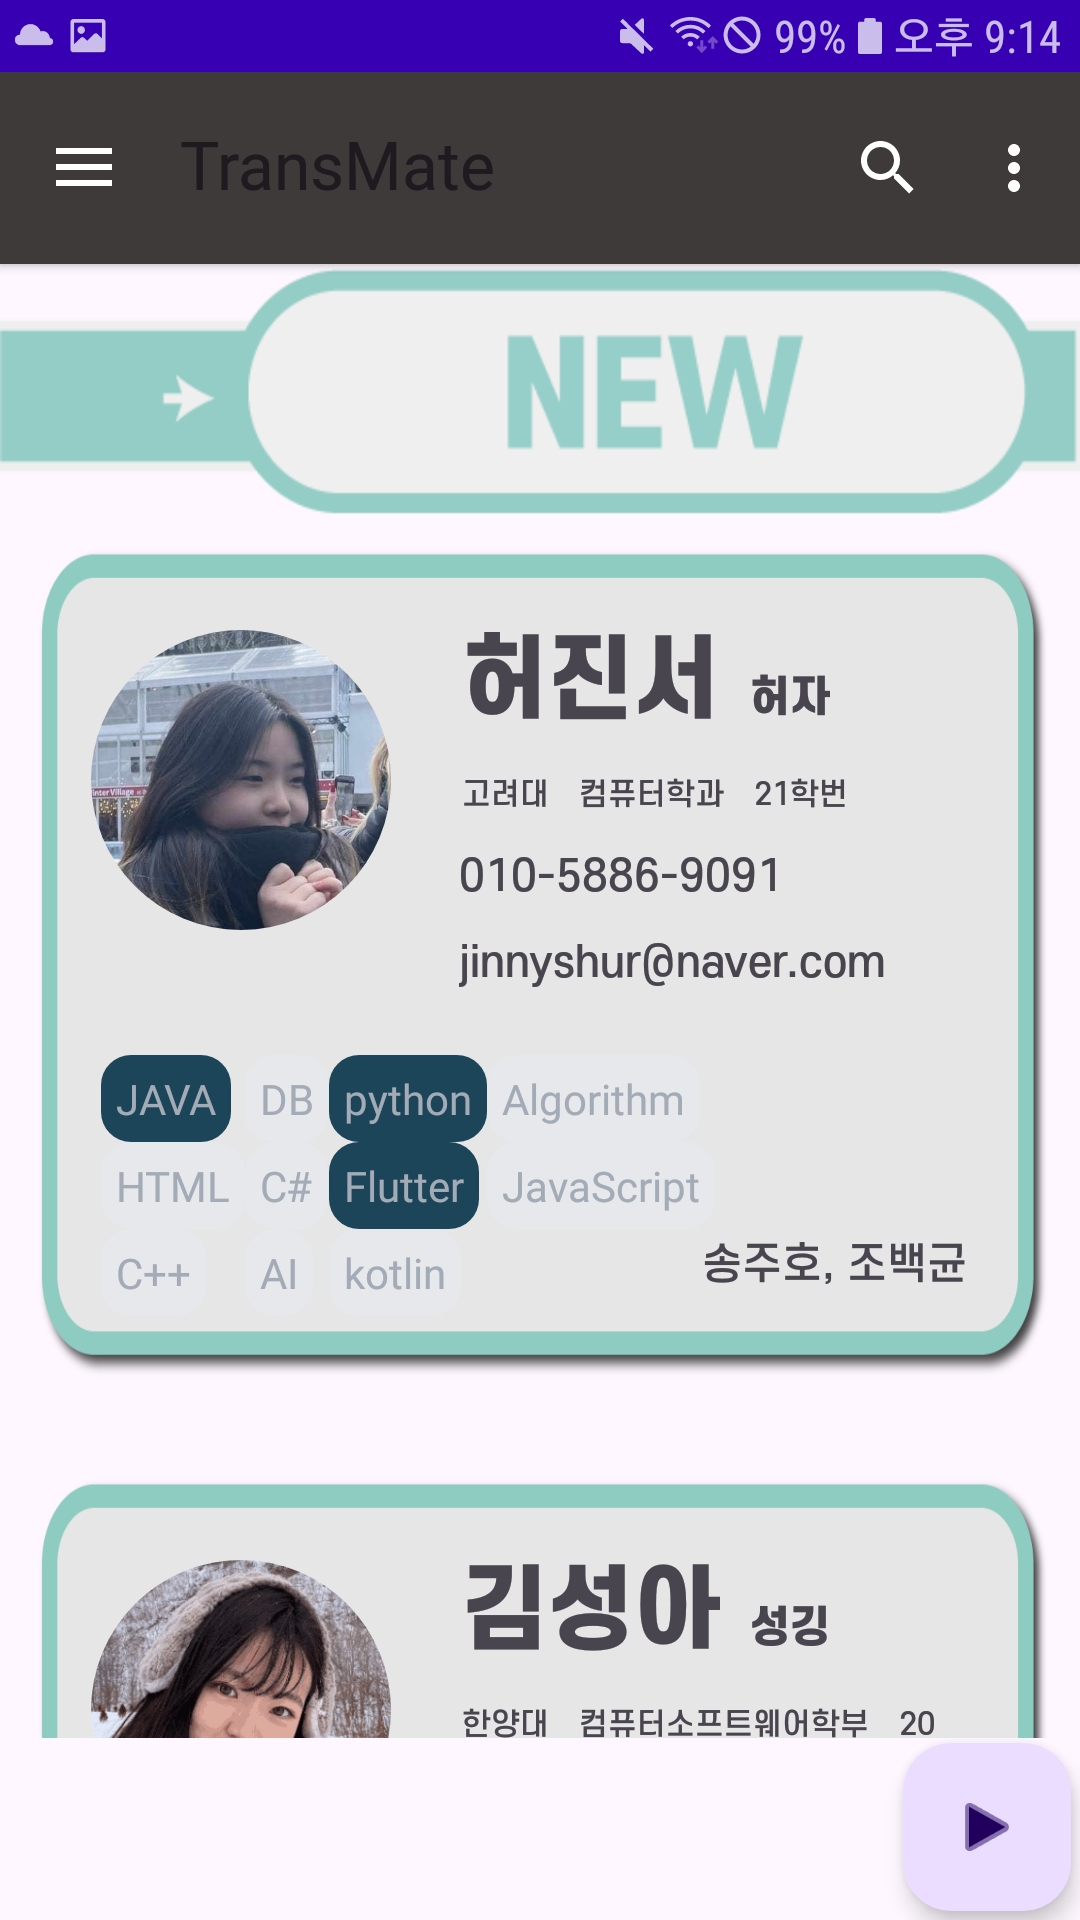 99% 오후 9:14
TransMate
NEW
허진서 허자
고려대 컴퓨터학과 21학번
010-5886-9091
jinnyshur@naver.com
JAVA DB python Algorithm
HTML C# Flutter JavaScript
C++ AI kotlin
송주호, 조백균
김성아 성깅
한양대 컴퓨터소프트웨어학부 20